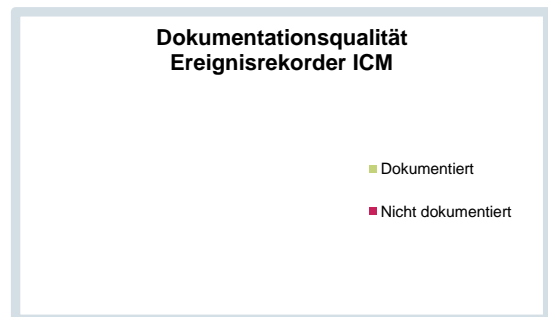 Dokumentationsqualität
Ereignisrekorder ICM
Dokumentiert
Nicht dokumentiert